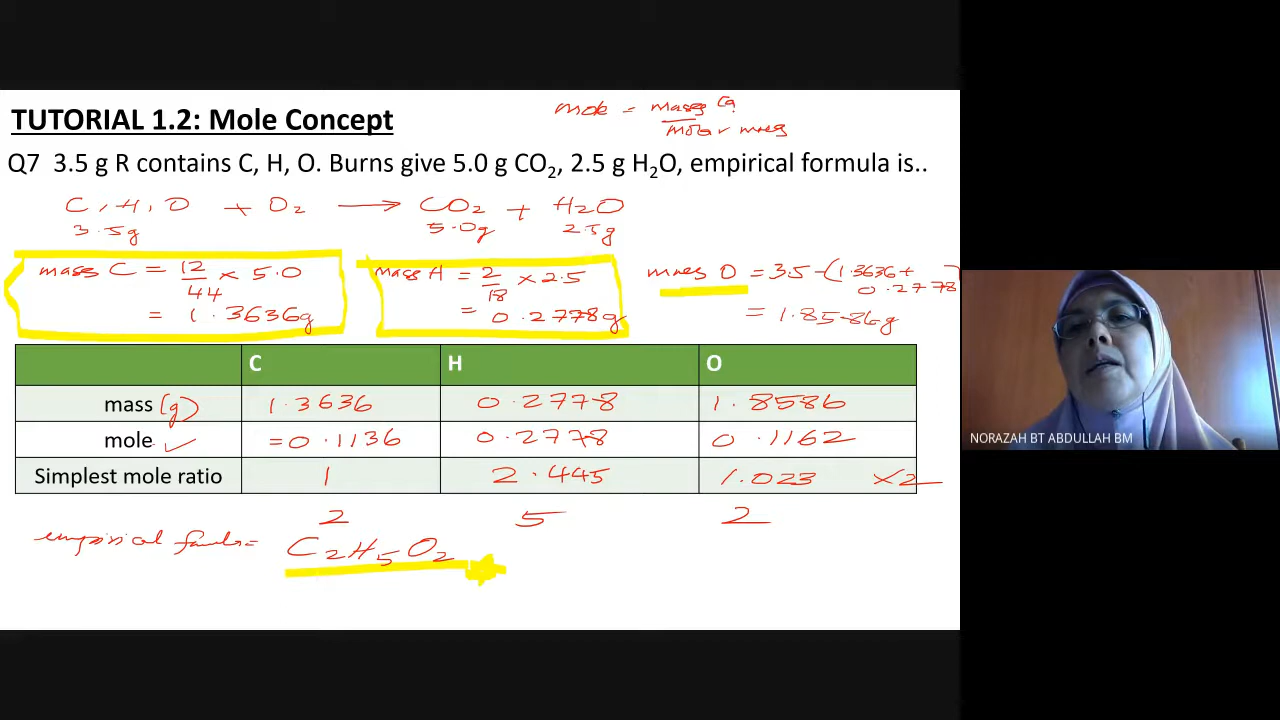 TUTORIAL 1.2: Mole Concept
mole = mass (g)
molar mass
Q7 3.5 g R contains C, H, O. Burns give 5.0 g CO2, 2.5 g H2O, empirical formula is..
C, H, O + O2 → CO2 + H2O
3.5g 5.0g 2.5g
mass C = 12/44 × 5.0
= 1.3636g
mass H = 2/18 × 2.5
= 0.2778g
mass O = 3.5 - (1.3636 + 0.2778)
= 1.8586g
C H O
mass (g) 1.3636 0.2778 1.8586
mole ✓ = 0.1136 0.2778 0.1162
Simplest mole ratio 1 2.445 1.023 ×2
2 5 2
empirical = C2H5O2
NORAZAH BT ABDULLAH BM